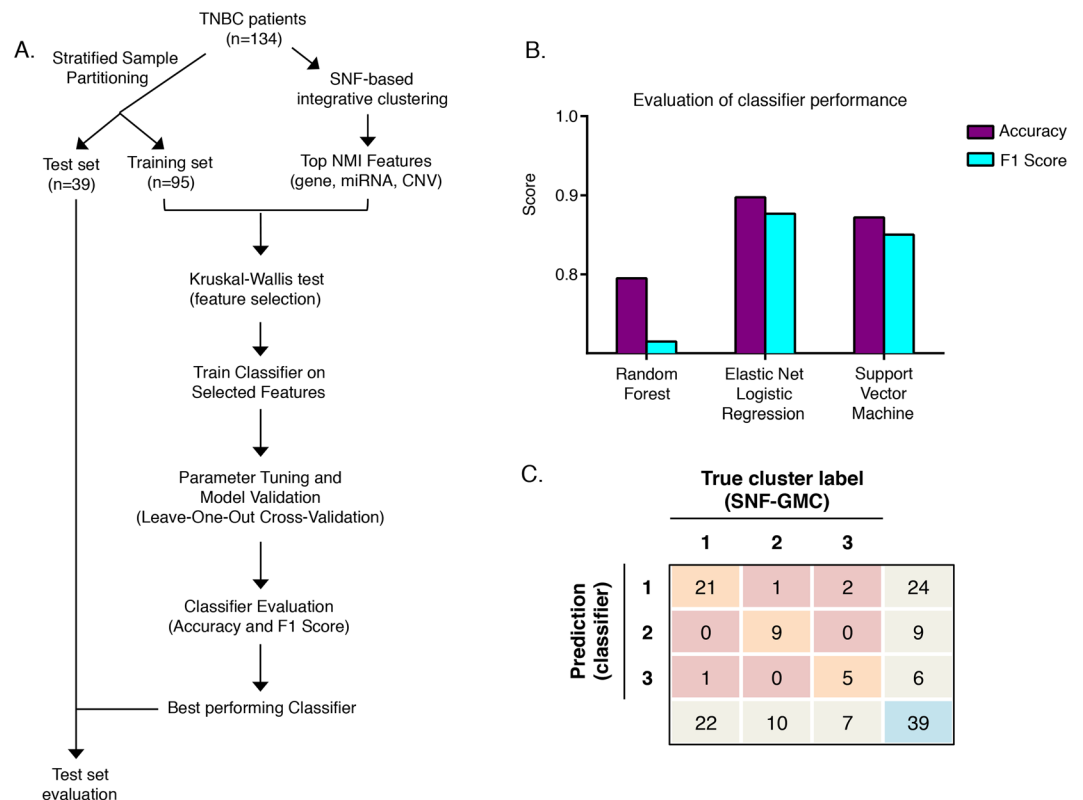 A.
TNBC patients
(n=134)
Stratified Sample
Partitioning
SNF-based
integrative clustering
Test set
(n=39)
Training set
(n=95)
Top NMI Features
(gene, miRNA, CNV)
Kruskal-Wallis test
(feature selection)
Train Classifier on
Selected Features
Parameter Tuning and
Model Validation
(Leave-One-Out Cross-Validation)
Classifier Evaluation
(Accuracy and F1 Score)
Best performing Classifier
Test set
evaluation
B.
Evaluation of classifier performance
Accuracy
F1 Score
Score
1.0
0.9
0.8
Random
Forest
Elastic Net
Logistic
Regression
Support
Vector
Machine
C.
True cluster label
(SNF-GMC)
1 2 3
Prediction
(classifier)
1 21 1 2 24
2 0 9 0 9
3 1 0 5 6
22 10 7 39